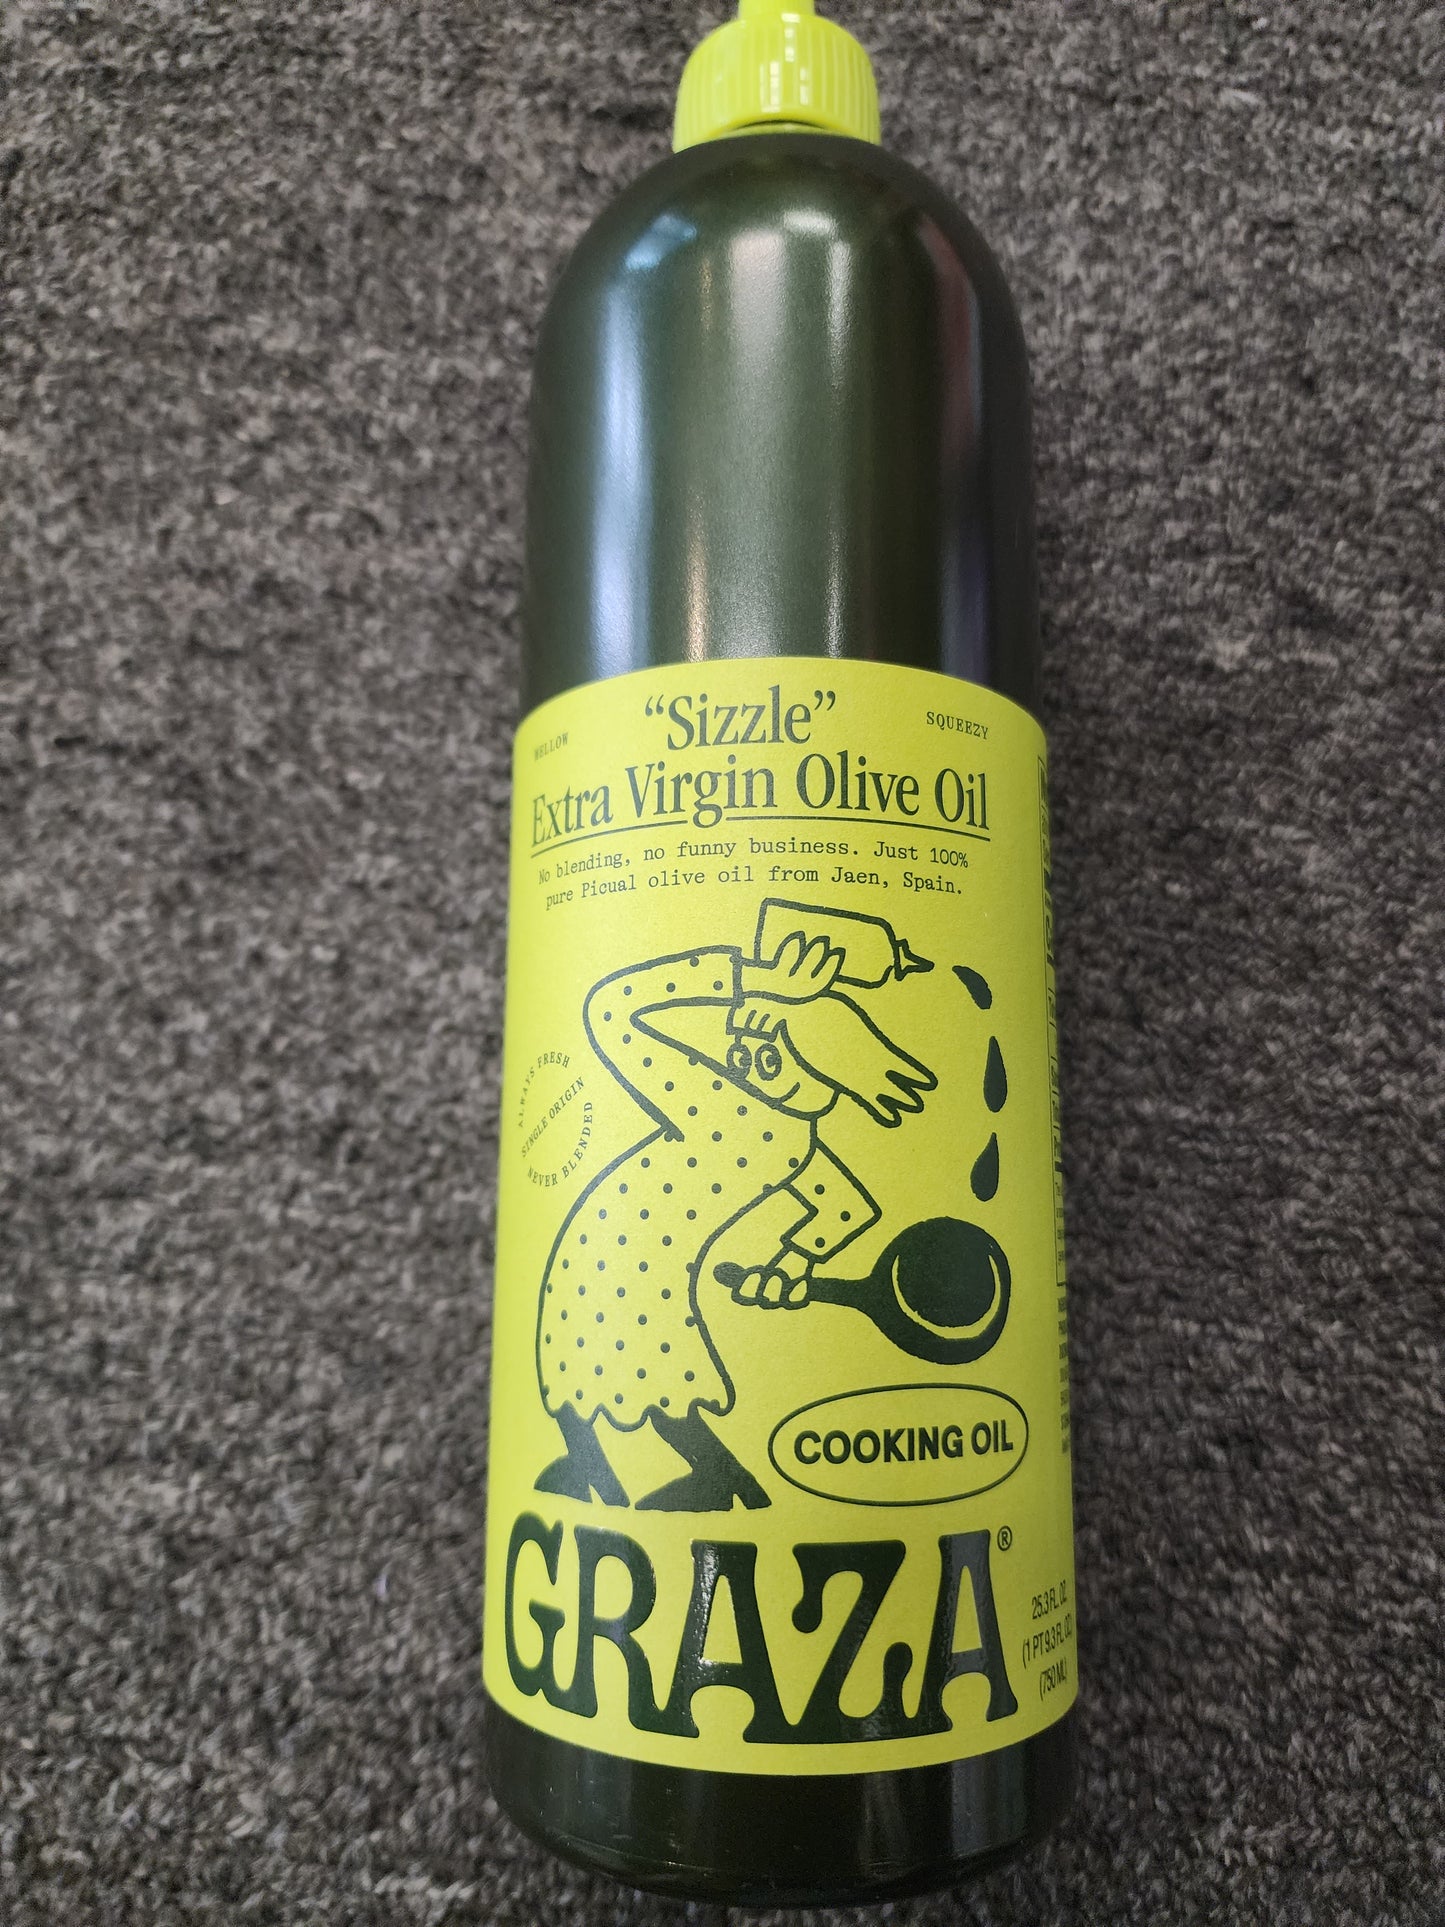 MELLOW
"Sizzle"
SQUEEZY
Extra Virgin Olive Oil
No blending, no funny business. Just 100%
pure Picual olive oil from Jaen, Spain.
ALWAYS FRESH
SINGLE ORIGIN
NEVER BLENDED
COOKING OIL
GRAZA®
25.3 FL. OZ.
(1 PT 9.3 FL OZ)
(750 ML)